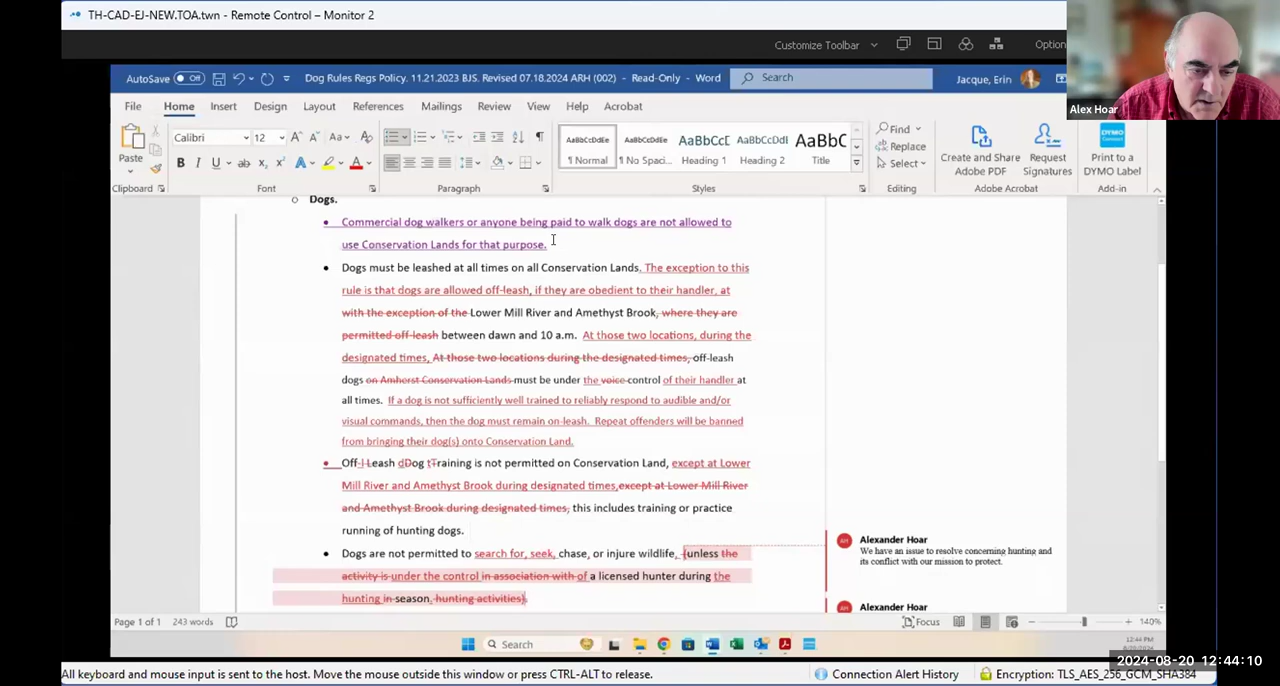 TH-CAD-EJ-NEW.TOA.twn - Remote Control – Monitor 2
Customize Toolbar
Option
AutoSave Off
Dog Rules Regs Policy. 11.21.2023 BJS. Revised 07.18.2024 ARH (002) - Read-Only - Word
Search
Jacque, Erin
Alex Hoar
File Home Insert Design Layout References Mailings Review View Help Acrobat
Calibri 12
AaBbCcDdEe AaBbCcDdEe AaBbCcC AaBbCcDdI AaBbC
Find
Replace
Select
Paste
¶ Normal ¶ No Spaci... Heading 1 Heading 2 Title
Create and Share Adobe PDF
Request Signatures
Print to a DYMO Label
Clipboard Font Paragraph Styles Editing Adobe Acrobat Add-in
Dogs.
Commercial dog walkers or anyone being paid to walk dogs are not allowed to
use Conservation Lands for that purpose.
Dogs must be leashed at all times on all Conservation Lands. The exception to this
rule is that dogs are allowed off-leash, if they are obedient to their handler, at
with the exception of the Lower Mill River and Amethyst Brook, where they are
permitted off-leash between dawn and 10 a.m. At those two locations, during the
designated times, At those two locations during the designated times, off-leash
dogs on Amherst Conservation Lands must be under the voice control of their handler at
all times. If a dog is not sufficiently well trained to reliably respond to audible and/or
visual commands, then the dog must remain on-leash. Repeat offenders will be banned
from bringing their dog(s) onto Conservation Land.
Off-l Leash dDog tTraining is not permitted on Conservation Land, except at Lower
Mill River and Amethyst Brook during designated times,except at Lower Mill River
and Amethyst Brook during designated times, this includes training or practice
running of hunting dogs.
Dogs are not permitted to search for, seek, chase, or injure wildlife, (unless the
activity is under the control in association with of a licensed hunter during the
hunting in season. hunting activities).
Alexander Hoar
We have an issue to resolve concerning hunting and
its conflict with our mission to protect.
Alexander Hoar
Page 1 of 1 243 words
Focus
140%
Search
12:44 PM
2024-08-20 12:44:10
All keyboard and mouse input is sent to the host. Move the mouse outside this window or press CTRL-ALT to release.
Connection Alert History
Encryption: TLS_AES_256_GCM_SHA384